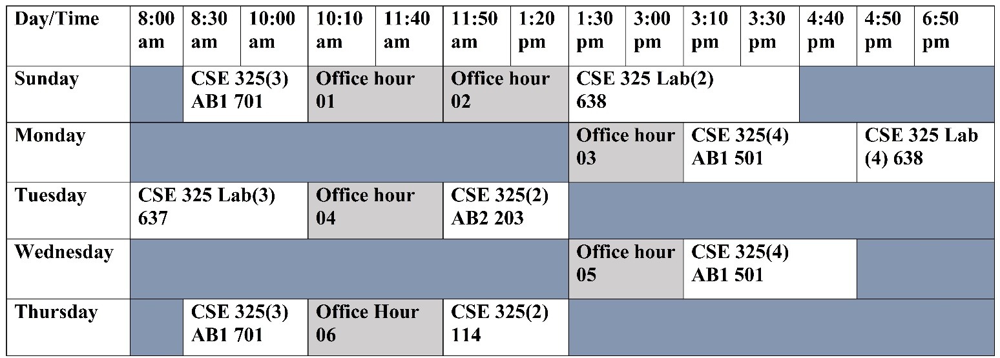 Day/Time 8:00 am 8:30 am 10:00 am 10:10 am 11:40 am 11:50 am 1:20 pm 1:30 pm 3:00 pm 3:10 pm 3:30 pm 4:40 pm 4:50 pm 6:50 pm
Sunday
CSE 325(3)
AB1 701
Office hour
01
Office hour
02
CSE 325 Lab(2)
638
Monday
Office hour
03
CSE 325(4)
AB1 501
CSE 325 Lab
(4) 638
Tuesday
CSE 325 Lab(3)
637
Office hour
04
CSE 325(2)
AB2 203
Wednesday
Office hour
05
CSE 325(4)
AB1 501
Thursday
CSE 325(3)
AB1 701
Office Hour
06
CSE 325(2)
114